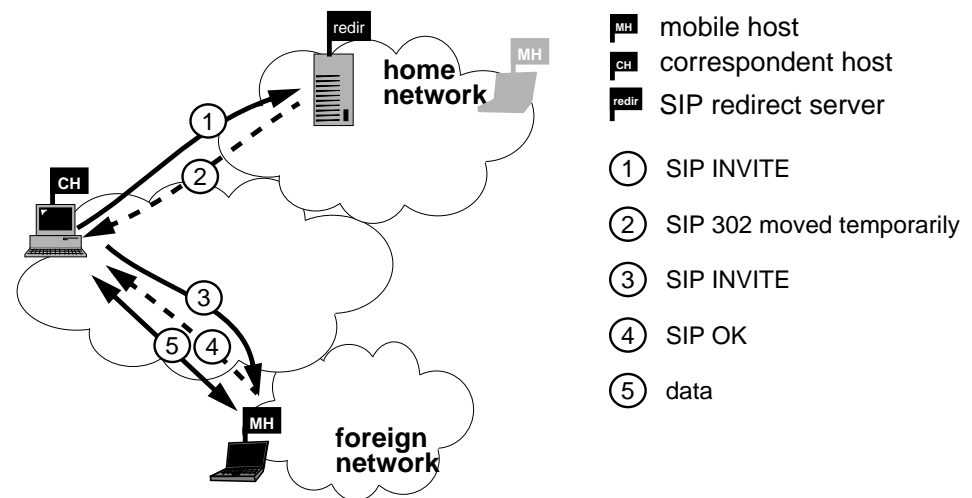 redir
MH
home
network
1
2
CH
3
5
4
MH
foreign
network
MH mobile host
CH correspondent host
redir SIP redirect server
1 SIP INVITE
2 SIP 302 moved temporarily
3 SIP INVITE
4 SIP OK
5 data